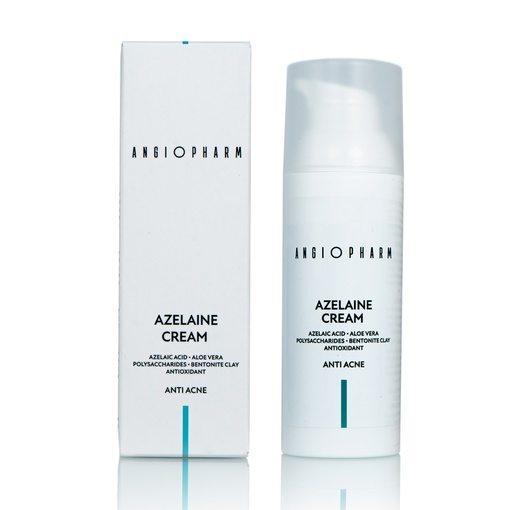 ANGIOPHARM
AZELAINE
CREAM
AZELAIC ACID • ALOE VERA
POLYSACCHARIDES • BENTONITE CLAY
ANTIOXIDANT
ANTI ACNE
ANGIOPHARM
AZELAINE
CREAM
AZELAIC ACID • ALOE VERA
POLYSACCHARIDES • BENTONITE CLAY
ANTIOXIDANT
ANTI ACNE